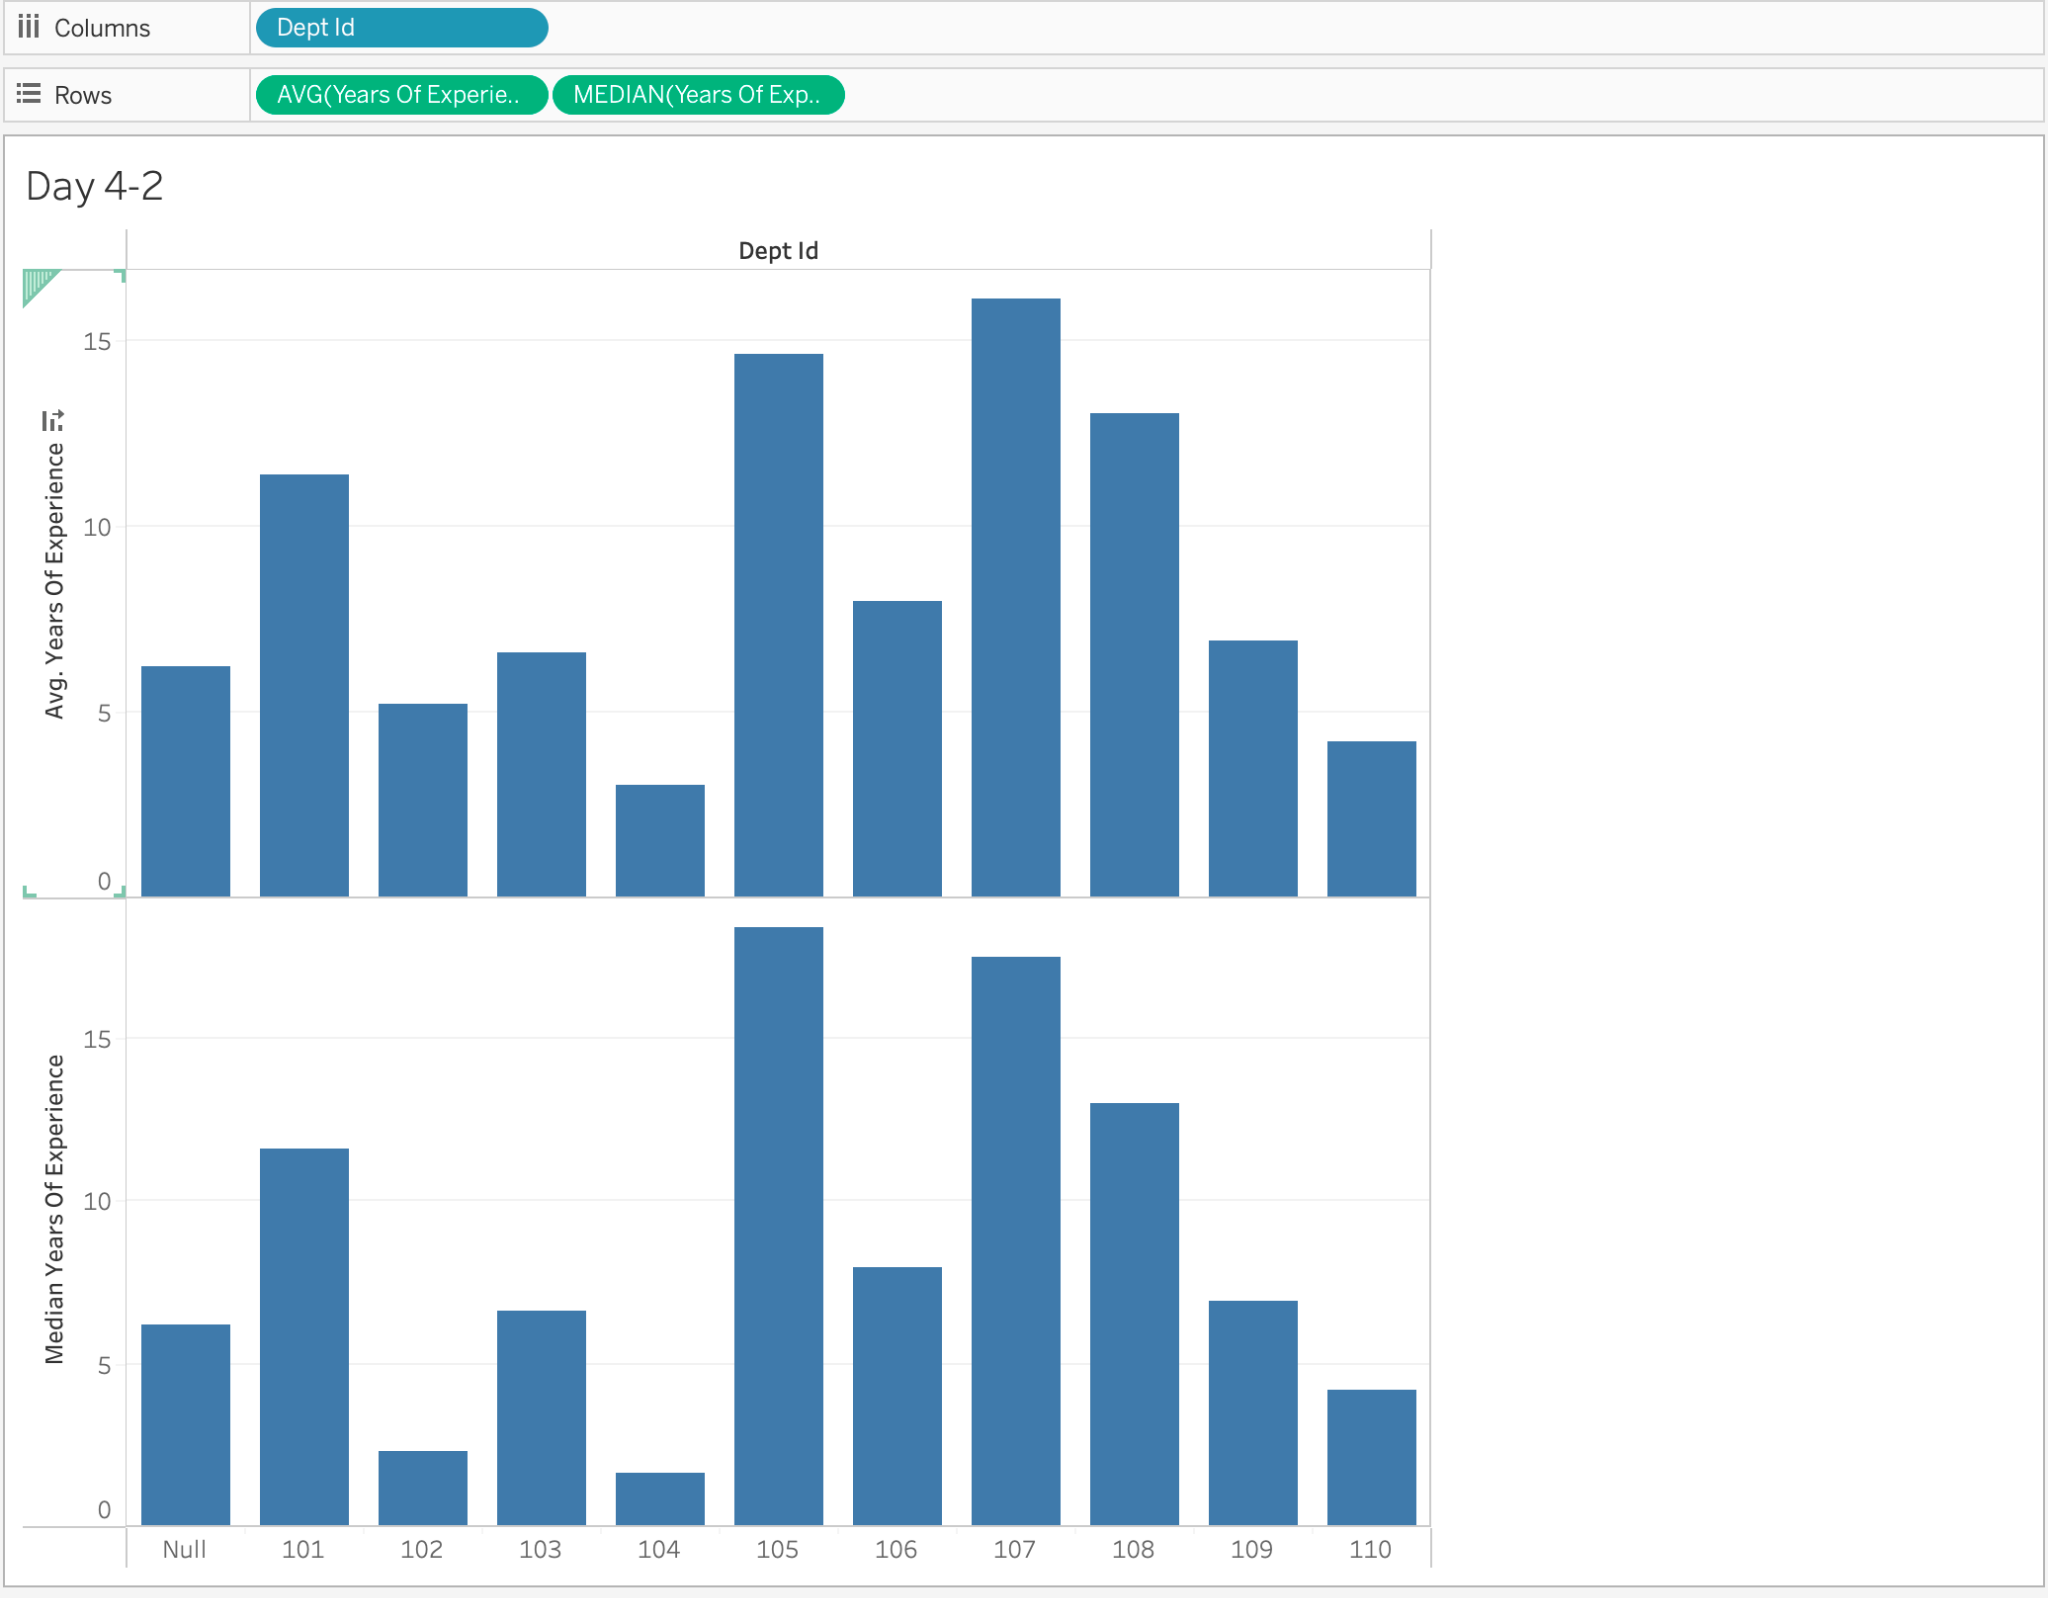 Columns
Dept Id
Rows
AVG(Years Of Experie..
MEDIAN(Years Of Exp..
Day 4-2
Dept Id
Avg. Years Of Experience
15
10
5
0
Median Years Of Experience
15
10
5
0
Null 101 102 103 104 105 106 107 108 109 110